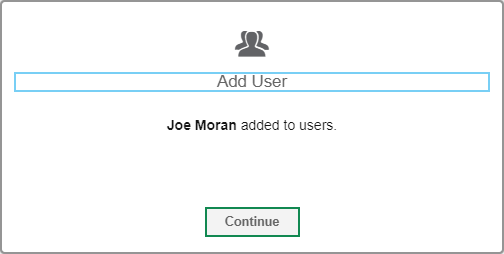 Add User
Joe Moran added to users.
Continue